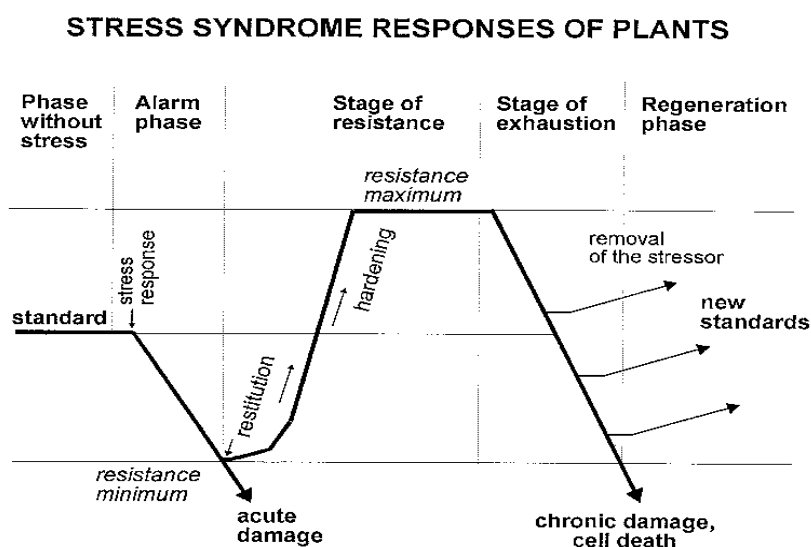 STRESS SYNDROME RESPONSES OF PLANTS
Phase
without
stress
Alarm
phase
Stage of
resistance
Stage of
exhaustion
Regeneration
phase
resistance
maximum
stress
response
standard
restitution
hardening
removal
of the stressor
new
standards
resistance
minimum
acute
damage
chronic damage,
cell death